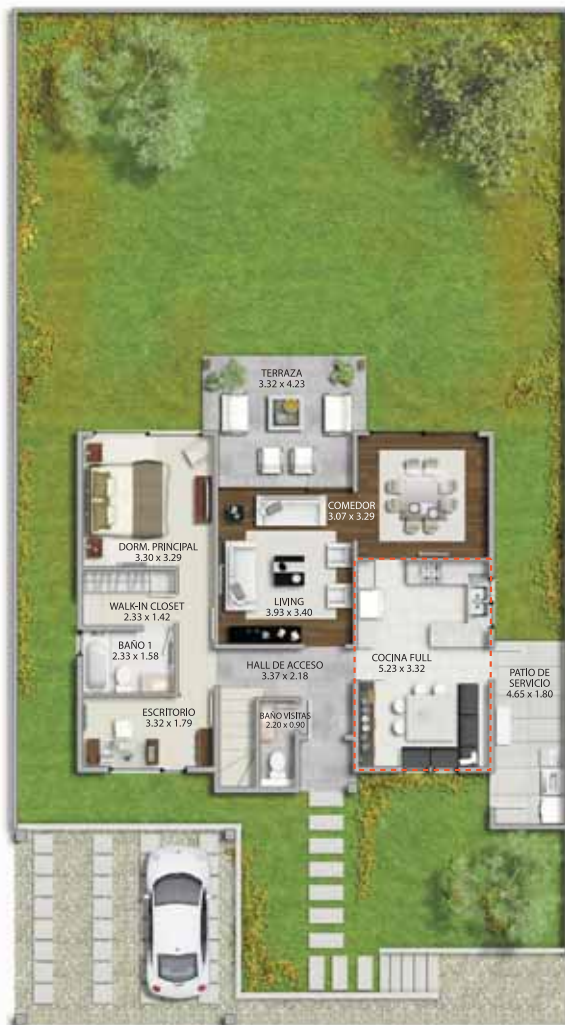 TERRAZA
3.32 x 4.23
COMEDOR
3.07 x 3.29
DORM. PRINCIPAL
3.30 x 3.29
WALK-IN CLOSET
2.33 x 1.42
LIVING
3.93 x 3.40
BAÑO 1
2.33 x 1.58
HALL DE ACCESO
3.37 x 2.18
COCINA FULL
5.23 x 3.32
PATÍO DE
SERVICIO
4.65 x 1.80
ESCRITORIO
3.32 x 1.79
BAÑO VISITAS
2.20 x 0.90